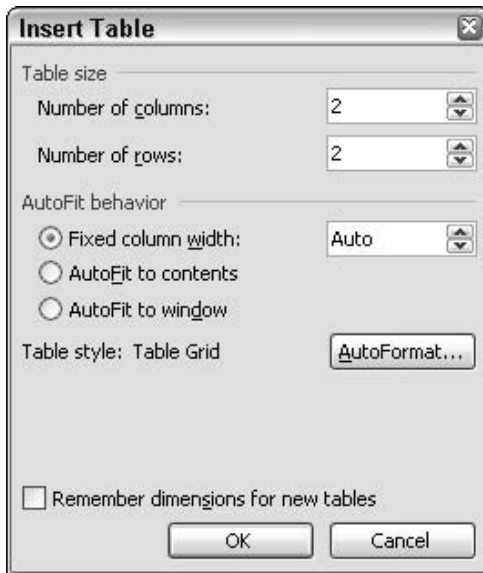 Insert Table
Table size
Number of columns: 2
Number of rows: 2
AutoFit behavior
Fixed column width: Auto
AutoFit to contents
AutoFit to window
Table style: Table Grid AutoFormat...
Remember dimensions for new tables
OK Cancel